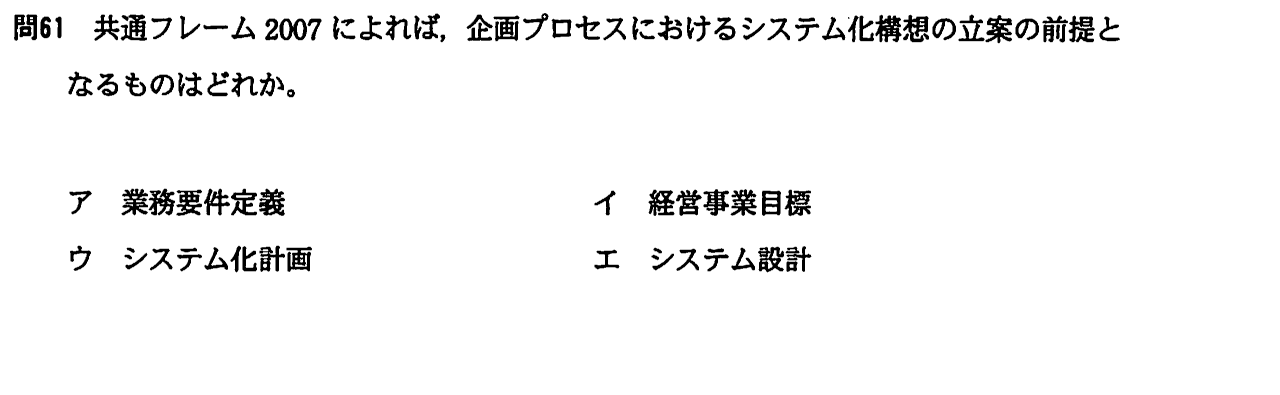 問61 共通フレーム 2007 によれば，企画プロセスにおけるシステム化構想の立案の前提と
なるものはどれか。
ア 業務要件定義 イ 経営事業目標
ウ システム化計画 エ システム設計